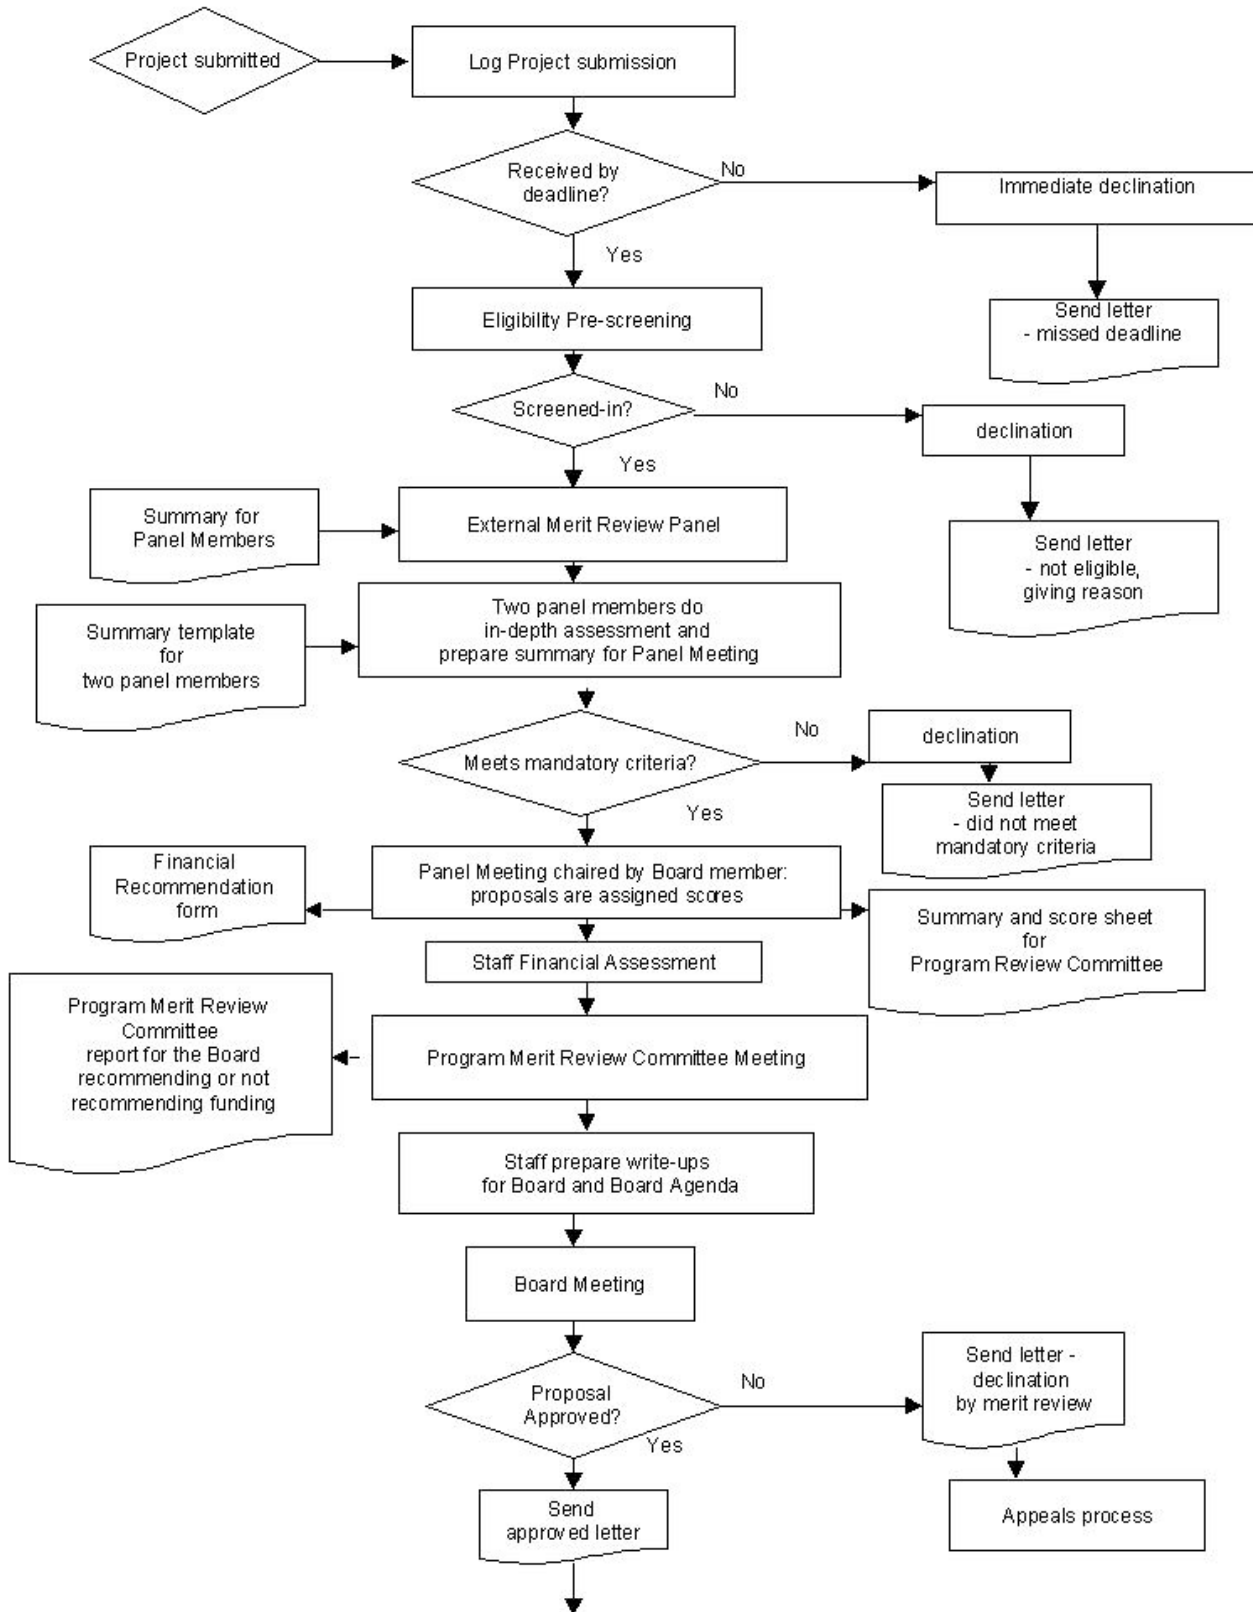 Project submitted
Log Project submission
Received by
deadline?
No
Immediate declination
Yes
Send letter
- missed deadline
Eligibility Pre-screening
Screened-in?
No
declination
Yes
Summary for
Panel Members
External Merit Review Panel
Send letter
- not eligible,
giving reason
Summary template
for
two panel members
Two panel members do
in-depth assessment and
prepare summary for Panel Meeting
Meets mandatory criteria?
No
declination
Yes
Send letter
- did not meet
mandatory criteria
Financial
Recommendation
form
Panel Meeting chaired by Board member:
proposals are assigned scores
Summary and score sheet
for
Program Review Committee
Staff Financial Assessment
Program Merit Review
Committee
report for the Board
recommending or not
recommending funding
Program Merit Review Committee Meeting
Staff prepare write-ups
for Board and Board Agenda
Board Meeting
Proposal
Approved?
No
Send letter -
declination
by merit review
Yes
Send
approved letter
Appeals process